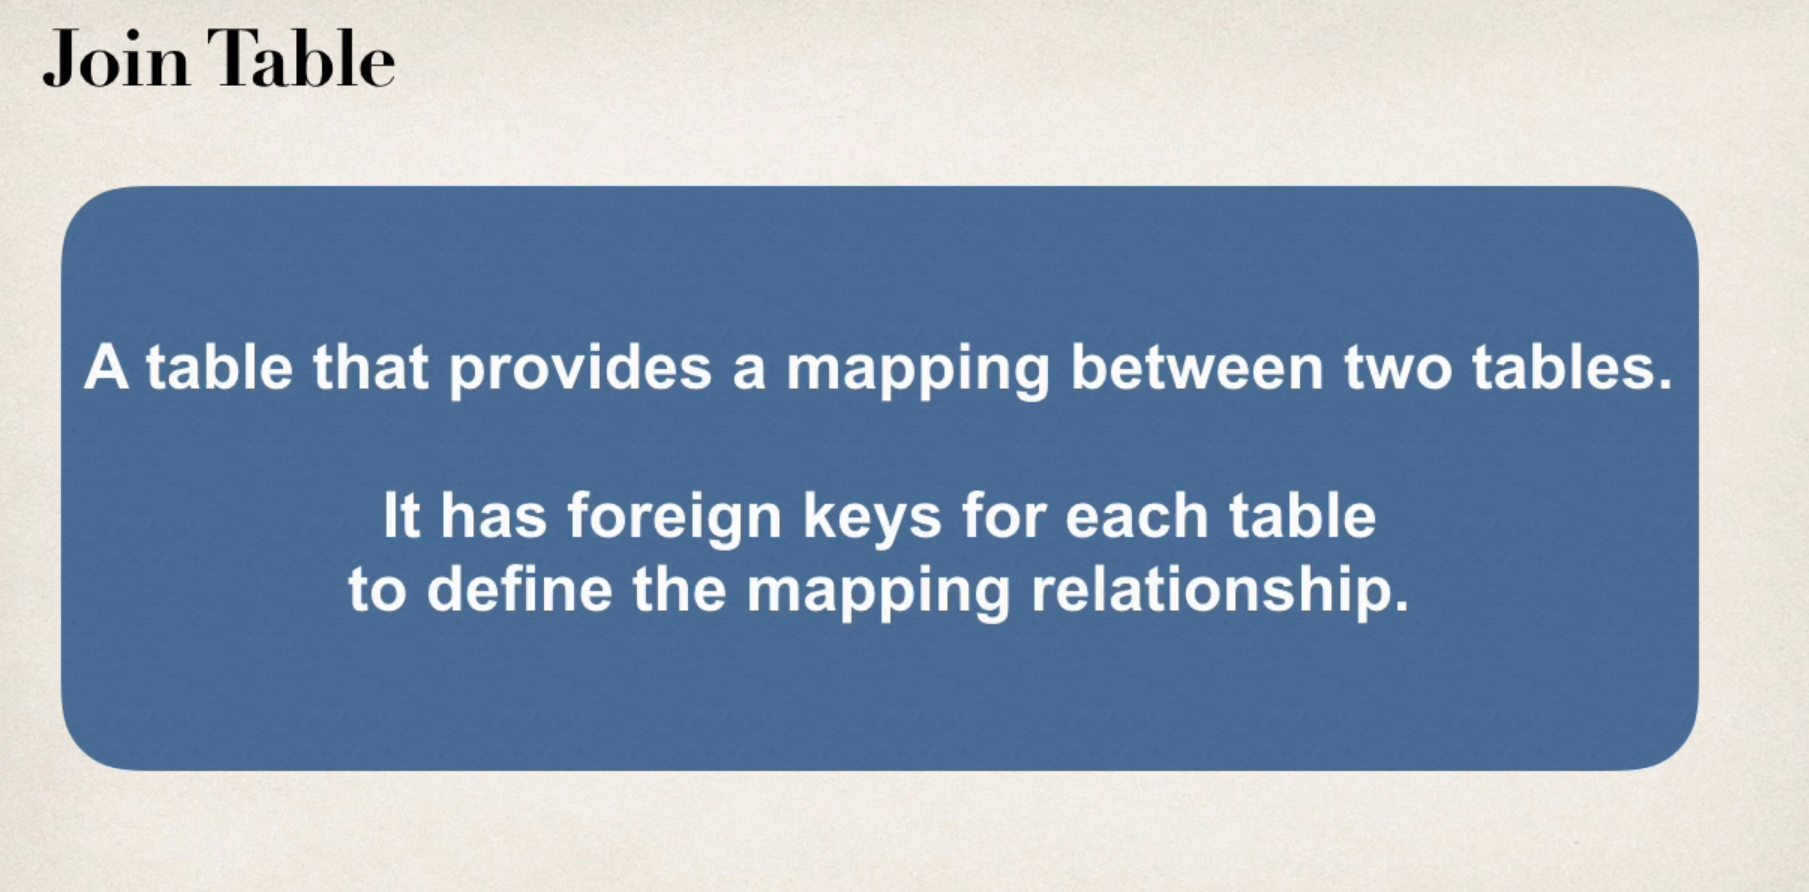 Join Table
A table that provides a mapping between two tables.
It has foreign keys for each table
to define the mapping relationship.